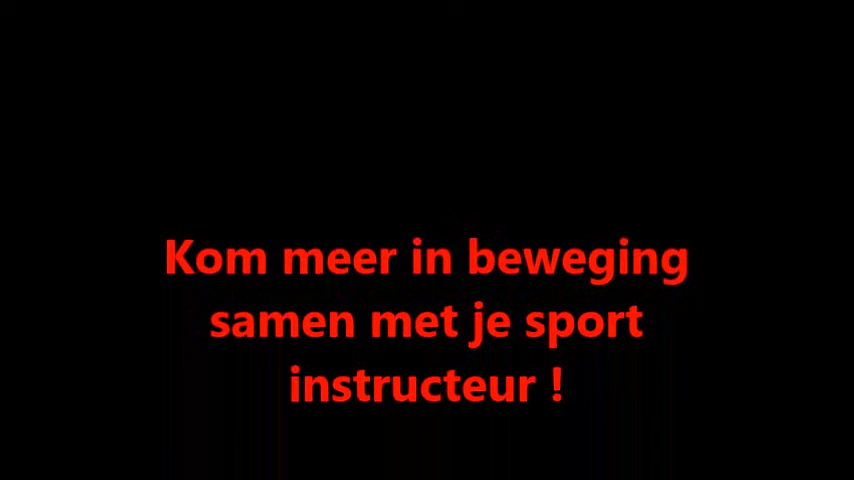 Kom meer in beweging
samen met je sport
instructeur !